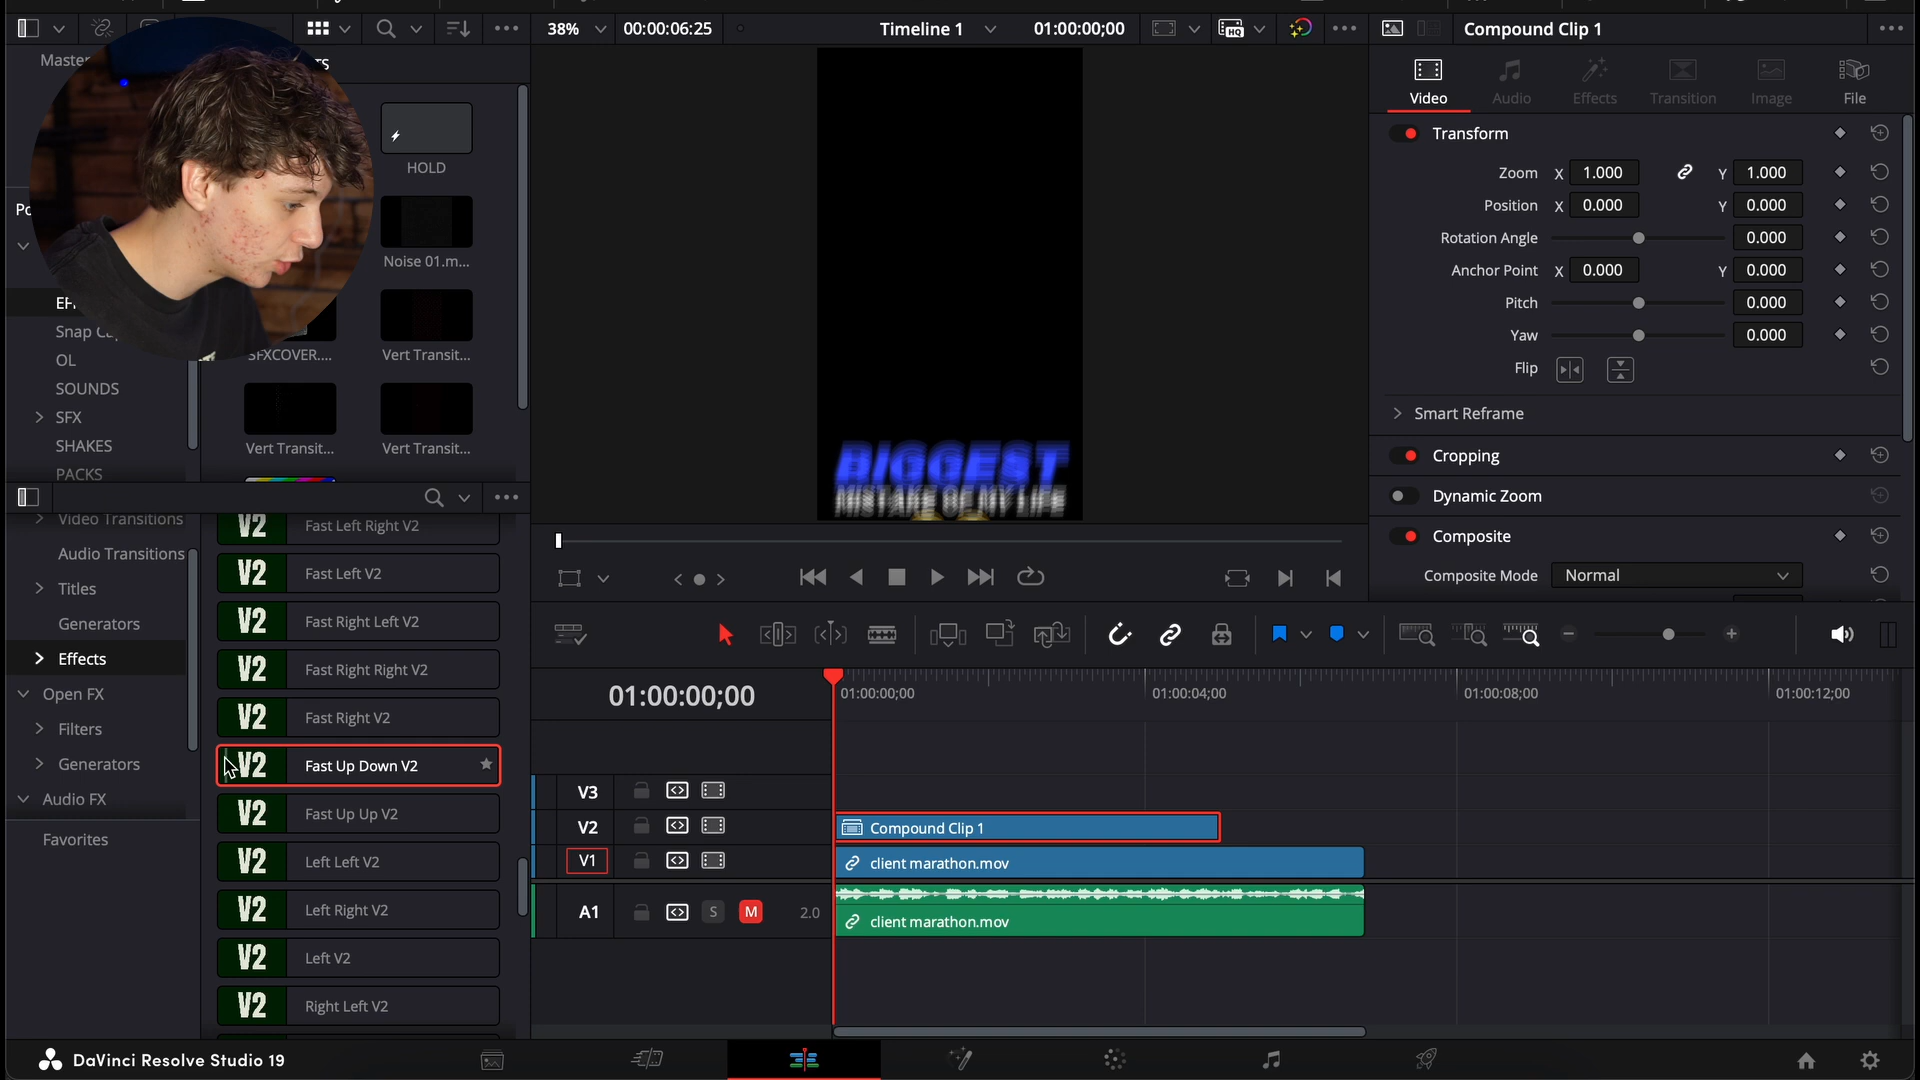 38%
00:00:06;25
Timeline 1
01:00:00;00
Compound Clip 1
Master
TS
HOLD
Noise 01.m...
SFXCOVER....
Vert Transit...
Snap
OL
SOUNDS
SFX
SHAKES
PACKS
Vert Transit...
Vert Transit...
BIGGEST
MISTAKE OF MY LIFE
Video
Audio
Effects
Transition
Image
File
Transform
Zoom X 1.000 Y 1.000
Position X 0.000 Y 0.000
Rotation Angle 0.000
Anchor Point X 0.000 Y 0.000
Pitch 0.000
Yaw 0.000
Flip
Smart Reframe
Cropping
Dynamic Zoom
Composite
Composite Mode Normal
Video Transitions
Audio Transitions
Titles
Generators
Effects
Open FX
Filters
Generators
Audio FX
Favorites
V2 Fast Left Right V2
V2 Fast Left V2
V2 Fast Right Left V2
V2 Fast Right Right V2
V2 Fast Right V2
V2 Fast Up Down V2
V2 Fast Up Up V2
V2 Left Left V2
V2 Left Right V2
V2 Left V2
V2 Right Left V2
01:00:00;00
01:00:00;00
01:00:04;00
01:00:08;00
01:00:12;00
V3
V2
Compound Clip 1
V1
client marathon.mov
A1 S M 2.0
client marathon.mov
DaVinci Resolve Studio 19